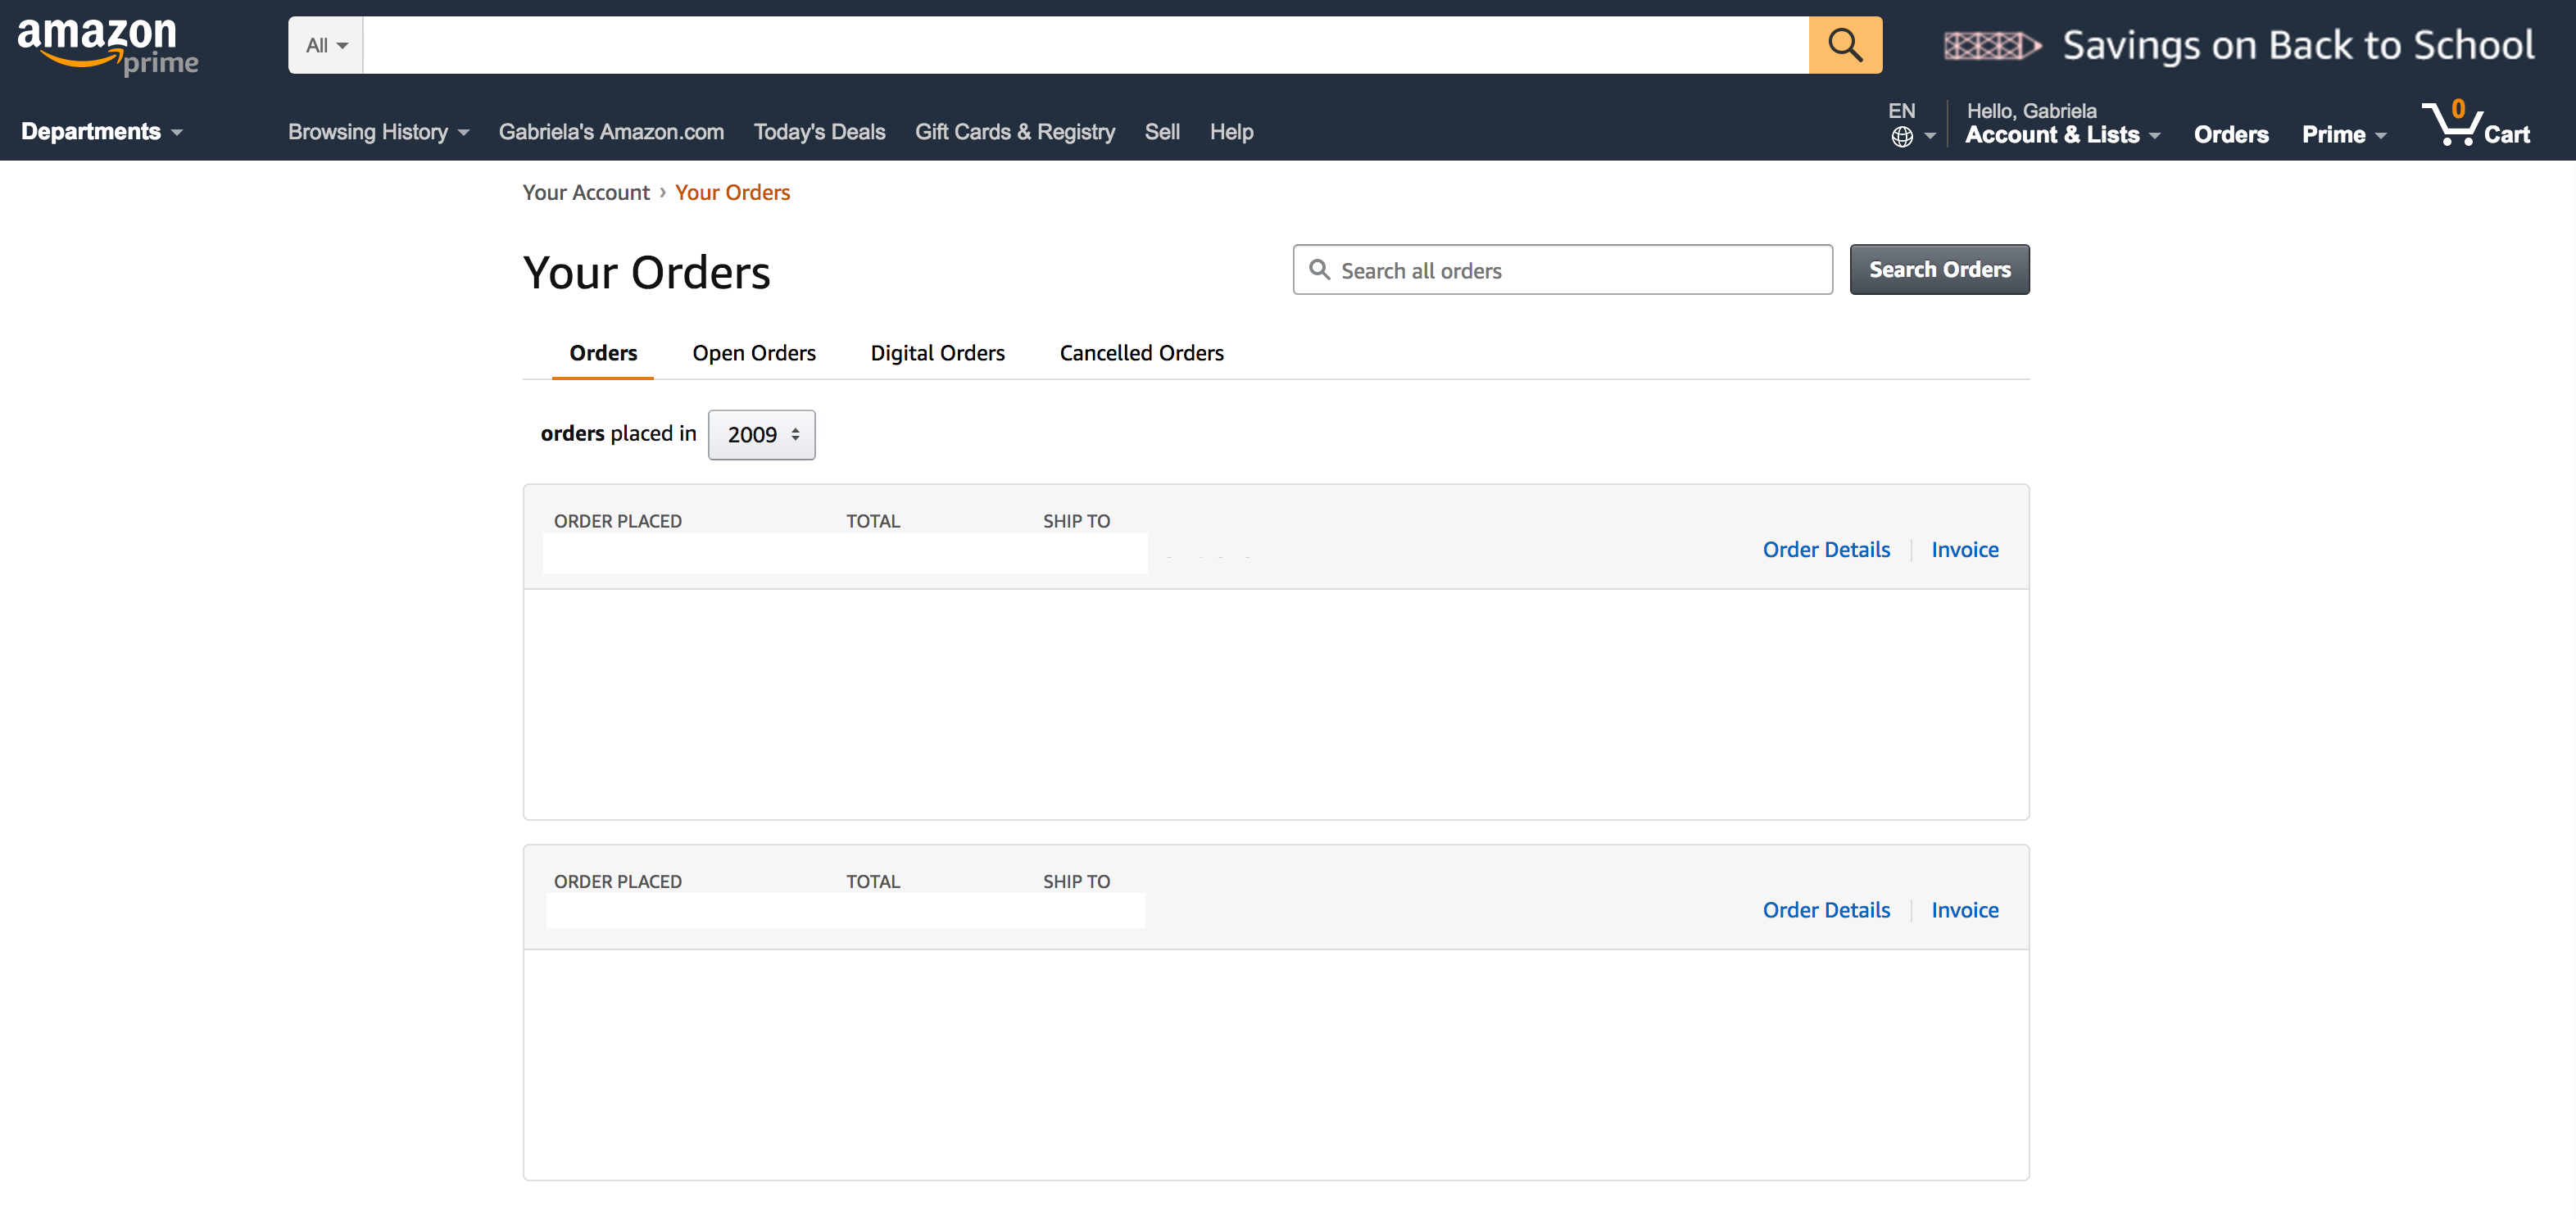 amazon
prime
All
Savings on Back to School
Departments
Browsing History
Gabriela's Amazon.com
Today's Deals
Gift Cards & Registry
Sell
Help
EN
Hello, Gabriela
Account & Lists
Orders
Prime
0
Cart
Your Account › Your Orders
Your Orders
Search all orders
Search Orders
Orders
Open Orders
Digital Orders
Cancelled Orders
orders placed in 2009
ORDER PLACED
TOTAL
SHIP TO
Order Details
Invoice
ORDER PLACED
TOTAL
SHIP TO
Order Details
Invoice